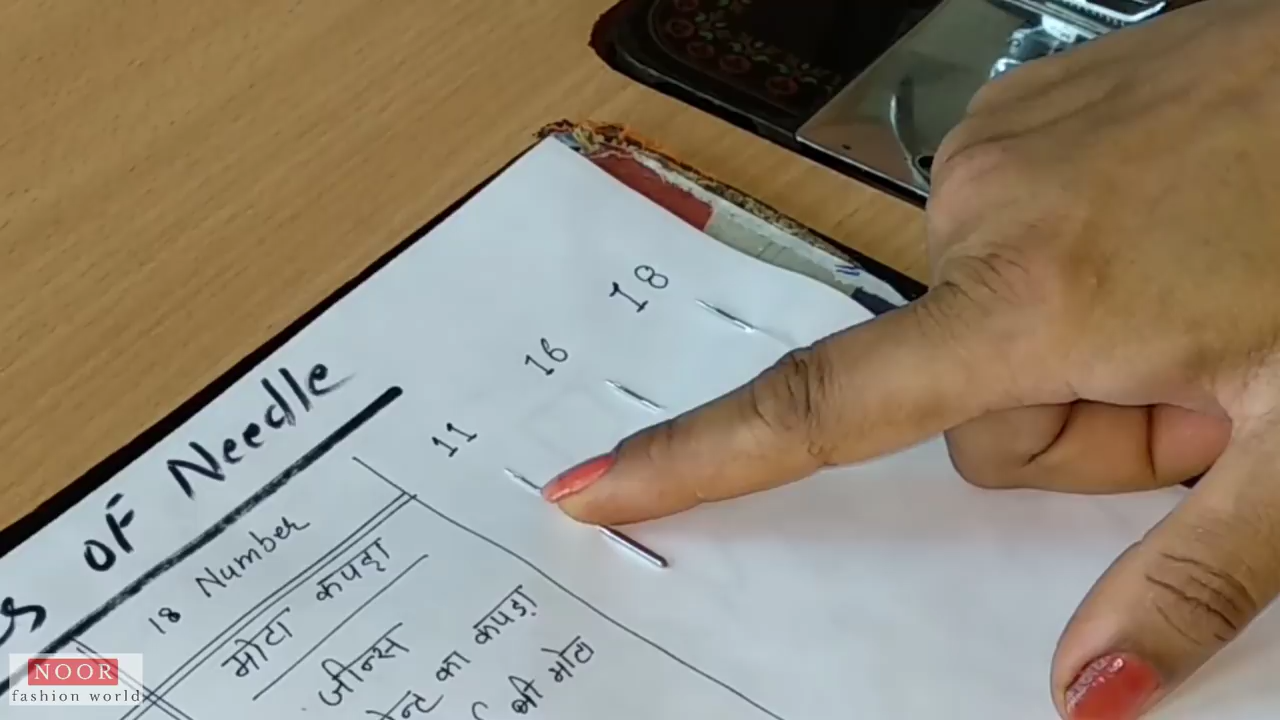 18
16
11
OF Needle
18 Number
मोटा कपड़ा
जीन्स
का कपड़ा
मोटा
NOOR
fashion world